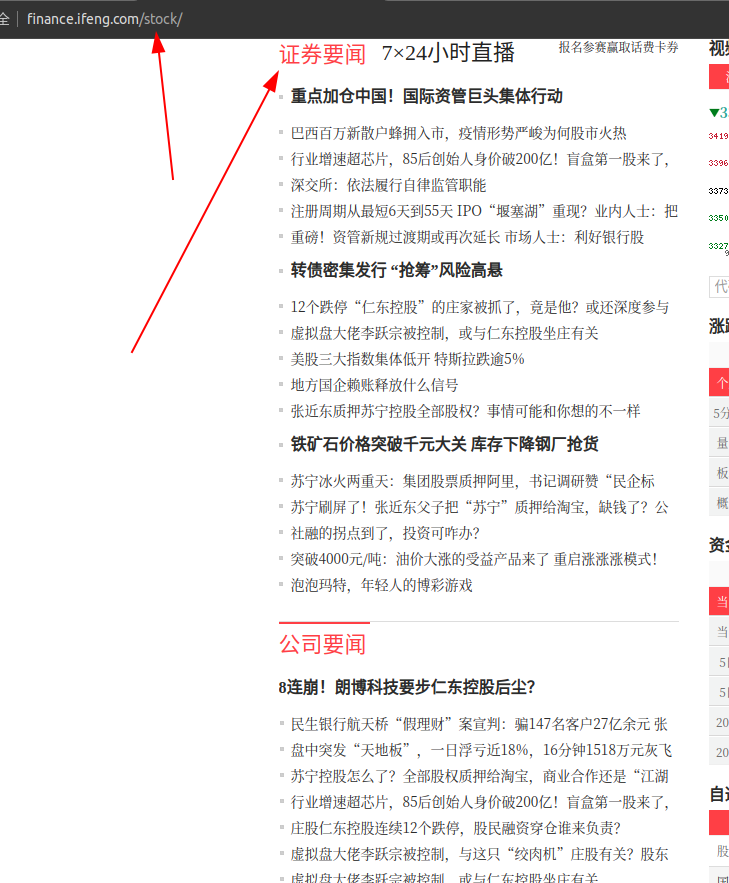 全 finance.ifeng.com/stock/
证券要闻 7×24小时直播 报名参赛赢取话费卡券
重点加仓中国！国际资管巨头集体行动
巴西百万新散户蜂拥入市，疫情形势严峻为何股市火热
行业增速超芯片，85后创始人身价破200亿！盲盒第一股来了，
深交所：依法履行自律监管职能
注册周期从最短6天到55天 IPO“堰塞湖”重现？业内人士：把
重磅！资管新规过渡期或再次延长 市场人士：利好银行股
转债密集发行 “抢筹”风险高悬
12个跌停“仁东控股”的庄家被抓了，竟是他？或还深度参与
虚拟盘大佬李跃宗被控制，或与仁东控股坐庄有关
美股三大指数集体低开 特斯拉跌逾5%
地方国企赖账释放什么信号
张近东质押苏宁控股全部股权？事情可能和你想的不一样
铁矿石价格突破千元大关 库存下降钢厂抢货
苏宁冰火两重天：集团股票质押阿里，书记调研赞“民企标
苏宁刷屏了！张近东父子把“苏宁”质押给淘宝，缺钱了？公
社融的拐点到了，投资可咋办？
突破4000元/吨：油价大涨的受益产品来了 重启涨涨涨模式！
泡泡玛特，年轻人的博彩游戏
公司要闻
8连崩！朗博科技要步仁东控股后尘？
民生银行航天桥“假理财”案宣判：骗147名客户27亿余元 张
盘中突发“天地板”，一日浮亏近18%，16分钟1518万元灰飞
苏宁控股怎么了？全部股权质押给淘宝，商业合作还是“江湖
行业增速超芯片，85后创始人身价破200亿！盲盒第一股来了，
庄股仁东控股连续12个跌停，股民融资穿仓谁来负责？
虚拟盘大佬李跃宗被控制，与这只“绞肉机”庄股有关？股东
虚拟盘大佬李跃宗被控制，或与仁东控股坐庄有关
视频
▼3
3419
3396
3373
3350
3327
9
代
涨跌
个
5分
量
板
概
资金
当
当
5
5
20
20
自选
股
国